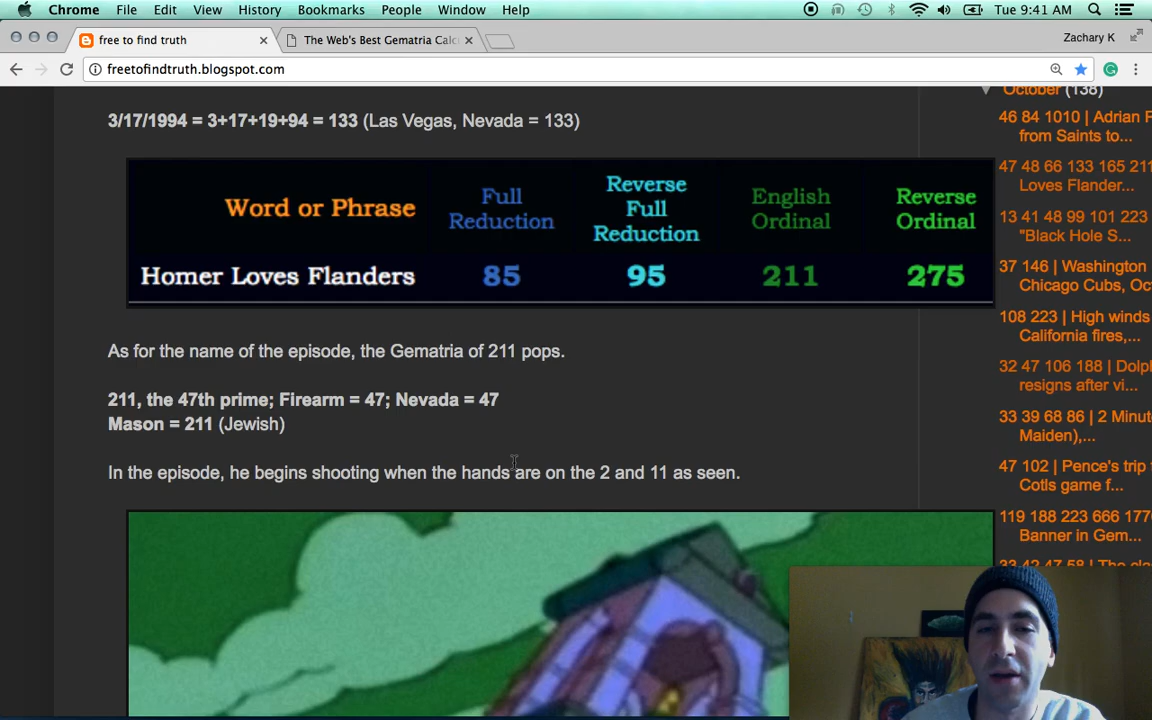 Chrome File Edit View History Bookmarks People Window Help Tue 9:41 AM
free to find truth The Web's Best Gematria Calc Zachary K
freetofindtruth.blogspot.com
3/17/1994 = 3+17+19+94 = 133 (Las Vegas, Nevada = 133)
Word or Phrase Full Reduction Reverse Full Reduction English Ordinal Reverse Ordinal
Homer Loves Flanders 85 95 211 275
As for the name of the episode, the Gematria of 211 pops.
211, the 47th prime; Firearm = 47; Nevada = 47
Mason = 211 (Jewish)
In the episode, he begins shooting when the hands are on the 2 and 11 as seen.
October (138)
46 84 1010 | Adrian P
from Saints to...
47 48 66 133 165 211
Loves Flander...
13 41 48 99 101 223
"Black Hole S...
37 146 | Washington
Chicago Cubs, Oc
108 223 | High winds
California fires,...
32 47 106 188 | Dolp
resigns after vi...
33 39 68 86 | 2 Minut
Maiden),...
47 102 | Pence's trip
Cotls game f...
119 188 223 666 177
Banner in Gem...
33 42 47 58 | The cla